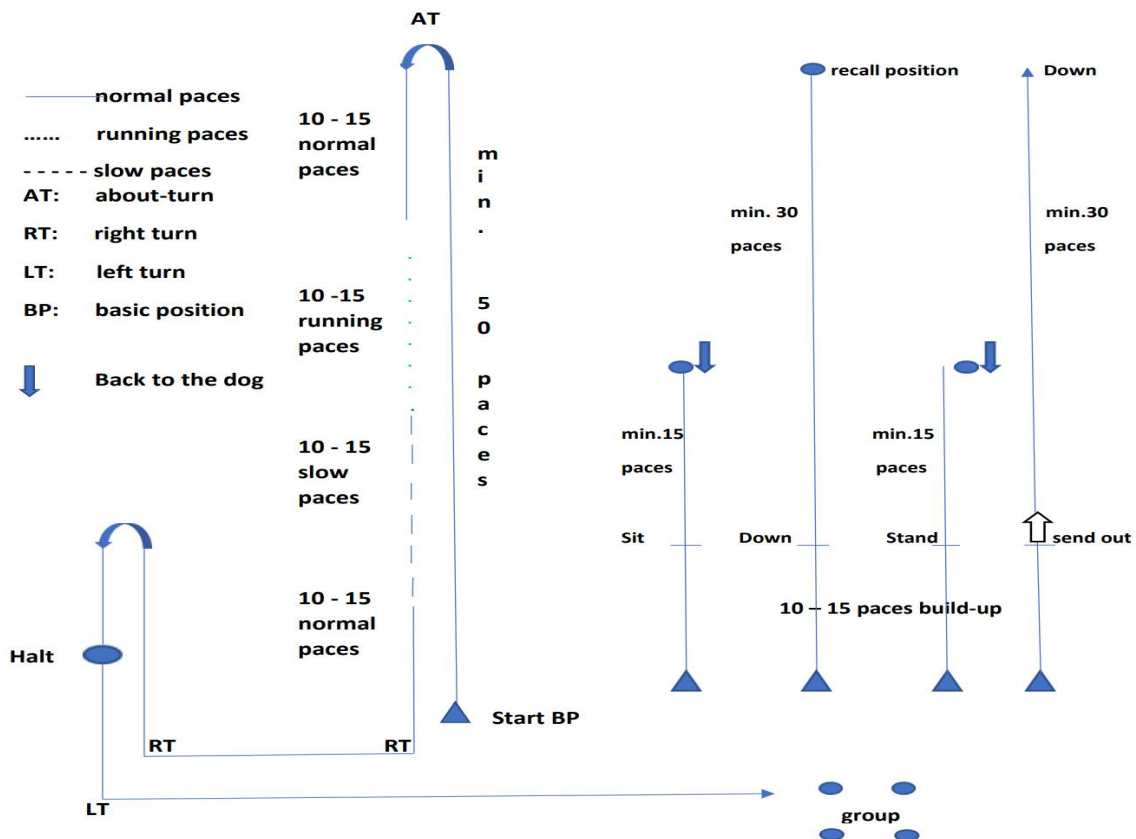 AT
normal paces
...... running paces
- - - - - slow paces
AT: about-turn
RT: right turn
LT: left turn
BP: basic position
Back to the dog
10 - 15
normal
paces
10 -15
running
paces
10 - 15
slow
paces
10 - 15
normal
paces
min. 50 paces
Start BP
Halt
RT
RT
LT
recall position
Down
min. 30
paces
min.30
paces
min.15
paces
min.15
paces
Sit
Down
Stand
send out
10 – 15 paces build-up
group